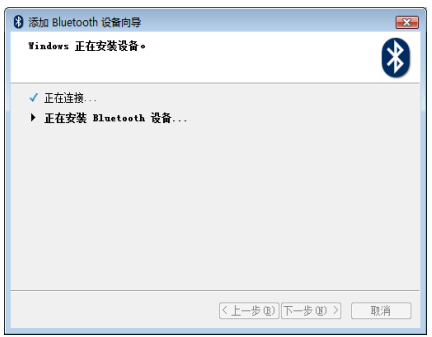 添加 Bluetooth 设备向导
Windows 正在安装设备。
正在连接...
正在安装 Bluetooth 设备...
< 上一步(B) 下一步(N) > 取消